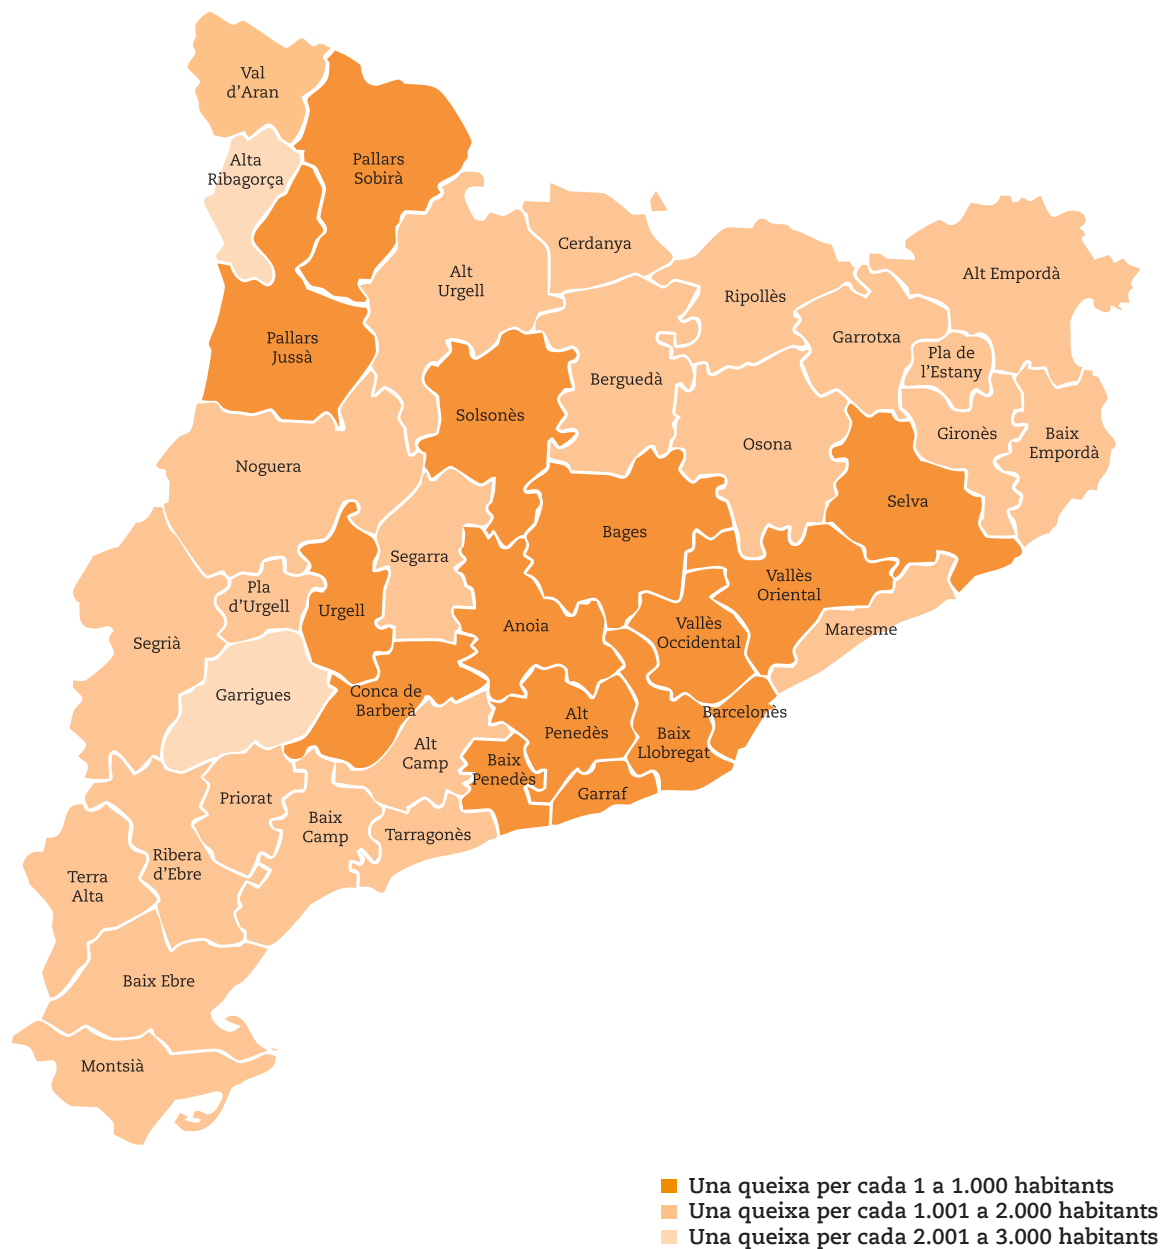 Val
d'Aran
Alta
Ribagorça
Pallars
Sobirà
Cerdanya
Alt
Urgell
Ripollès
Alt Empordà
Pallars
Jussà
Garrotxa
Pla de
l'Estany
Berguedà
Solsonès
Osona
Gironès
Baix
Empordà
Noguera
Selva
Bages
Segarra
Vallès
Oriental
Pla
d'Urgell
Urgell
Anoia
Vallès
Occidental
Maresme
Segrià
Garrigues
Conca de
Barberà
Barcelonès
Alt
Penedès
Baix
Llobregat
Alt
Camp
Baix
Penedès
Garraf
Priorat
Baix
Camp
Tarragonès
Ribera
d'Ebre
Terra
Alta
Baix Ebre
Montsià
Una queixa per cada 1 a 1.000 habitants
Una queixa per cada 1.001 a 2.000 habitants
Una queixa per cada 2.001 a 3.000 habitants